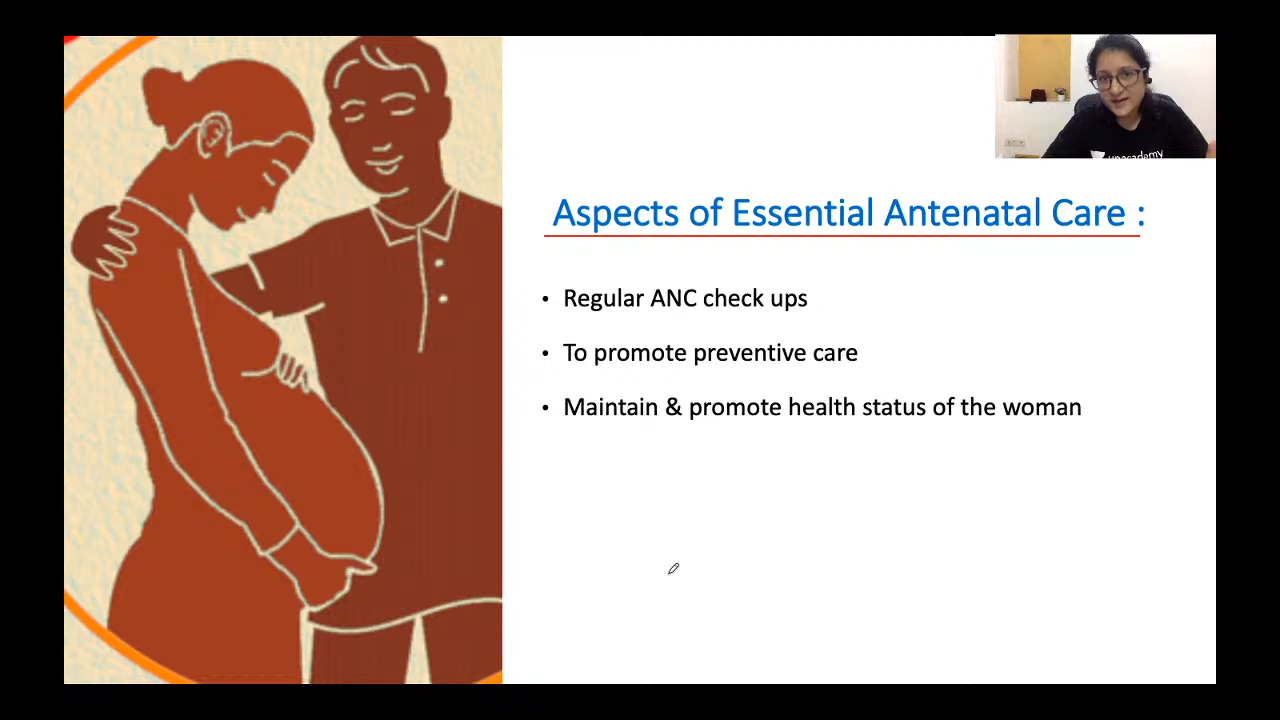 unacademy
Aspects of Essential Antenatal Care :
• Regular ANC check ups
• To promote preventive care
• Maintain & promote health status of the woman